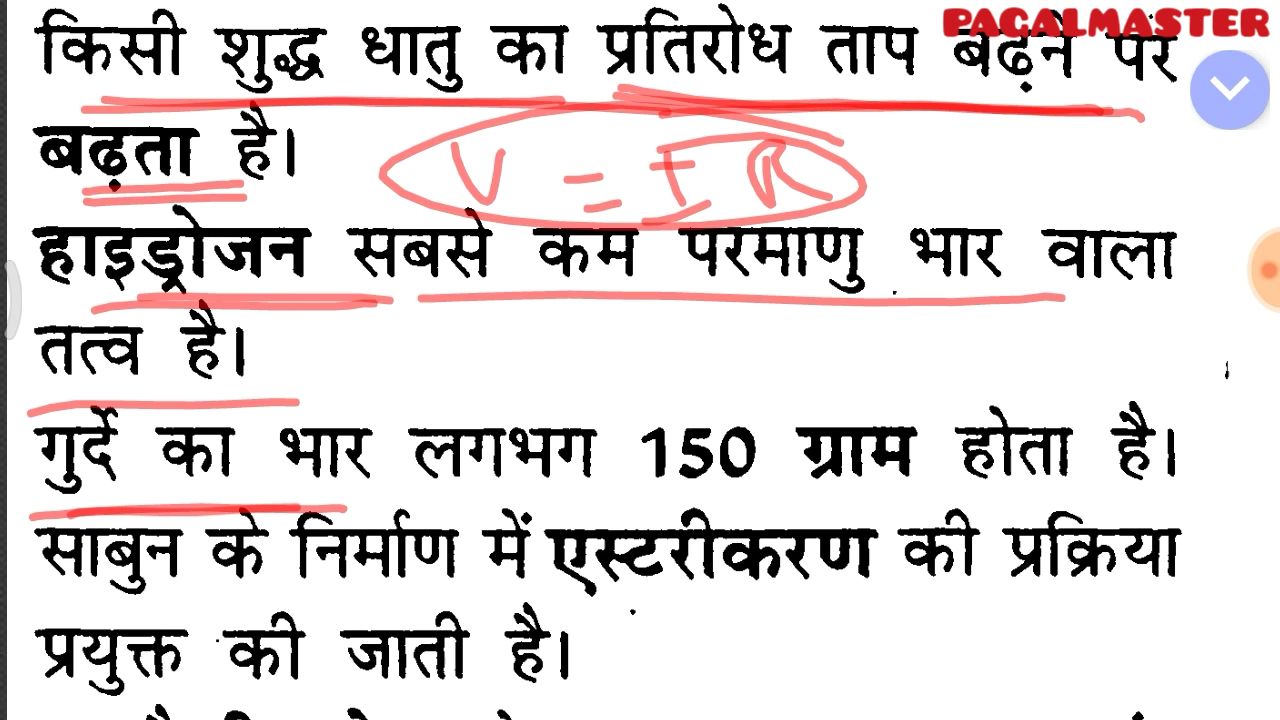 PAGALMASTER
किसी शुद्ध धातु का प्रतिरोध ताप बढ़ने पर
बढ़ता है।
V = IR
हाइड्रोजन सबसे कम परमाणु भार वाला
तत्व है।
गुर्दे का भार लगभग 150 ग्राम होता है।
साबुन के निर्माण में एस्टरीकरण की प्रक्रिया
प्रयुक्त की जाती है।